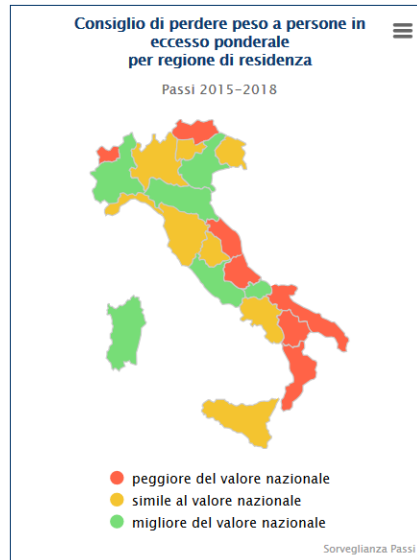 Consiglio di perdere peso a persone in
eccesso ponderale
per regione di residenza
Passi 2015-2018
peggiore del valore nazionale
simile al valore nazionale
migliore del valore nazionale
Sorveglianza Passi